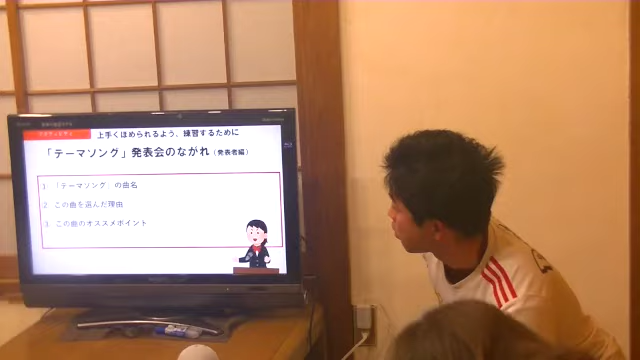 上手くほめられるよう、練習するために
「テーマソング」発表会のながれ（発表者編）
1. 「テーマソング」の曲名
2. この曲を選んだ理由
3. この曲のオススメポイント